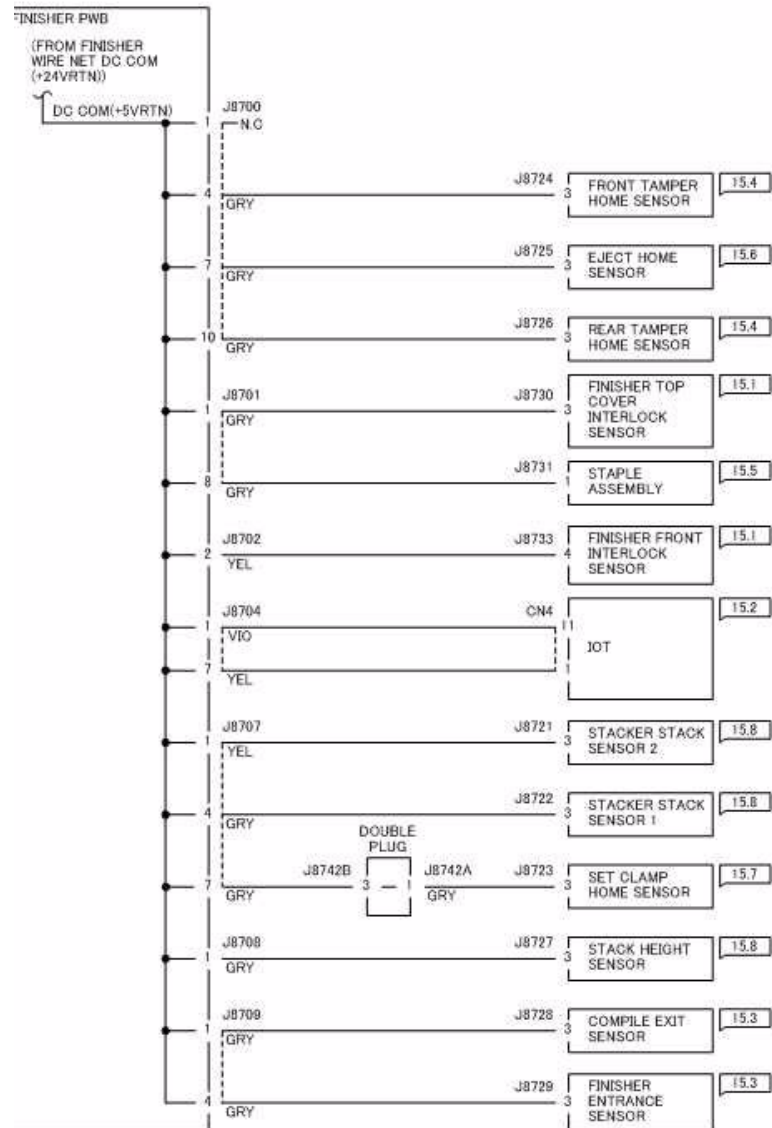 FINISHER PWB
(FROM FINISHER
WIRE NET DC COM
(+24VRTN))
DC COM(+5VRTN)
J8700
1
N.C
J8724
4
GRY
3
FRONT TAMPER
HOME SENSOR
15.4
J8725
7
GRY
3
EJECT HOME
SENSOR
15.6
J8726
10
GRY
3
REAR TAMPER
HOME SENSOR
15.4
J8701
J8730
1
GRY
3
FINISHER TOP
COVER
INTERLOCK
SENSOR
15.1
J8731
8
GRY
1
STAPLE
ASSEMBLY
15.5
J8702
J8733
2
YEL
4
FINISHER FRONT
INTERLOCK
SENSOR
15.1
J8704
CN4
1
VIO
11
IOT
15.2
7
YEL
1
J8707
J8721
1
YEL
3
STACKER STACK
SENSOR 2
15.8
J8722
4
GRY
3
STACKER STACK
SENSOR 1
15.8
DOUBLE
PLUG
J8742B
J8742A
J8723
7
GRY
3 - 1
GRY
3
SET CLAMP
HOME SENSOR
15.7
J8708
J8727
1
GRY
3
STACK HEIGHT
SENSOR
15.8
J8709
J8728
1
GRY
3
COMPILE EXIT
SENSOR
15.3
J8729
4
GRY
3
FINISHER
ENTRANCE
SENSOR
15.3